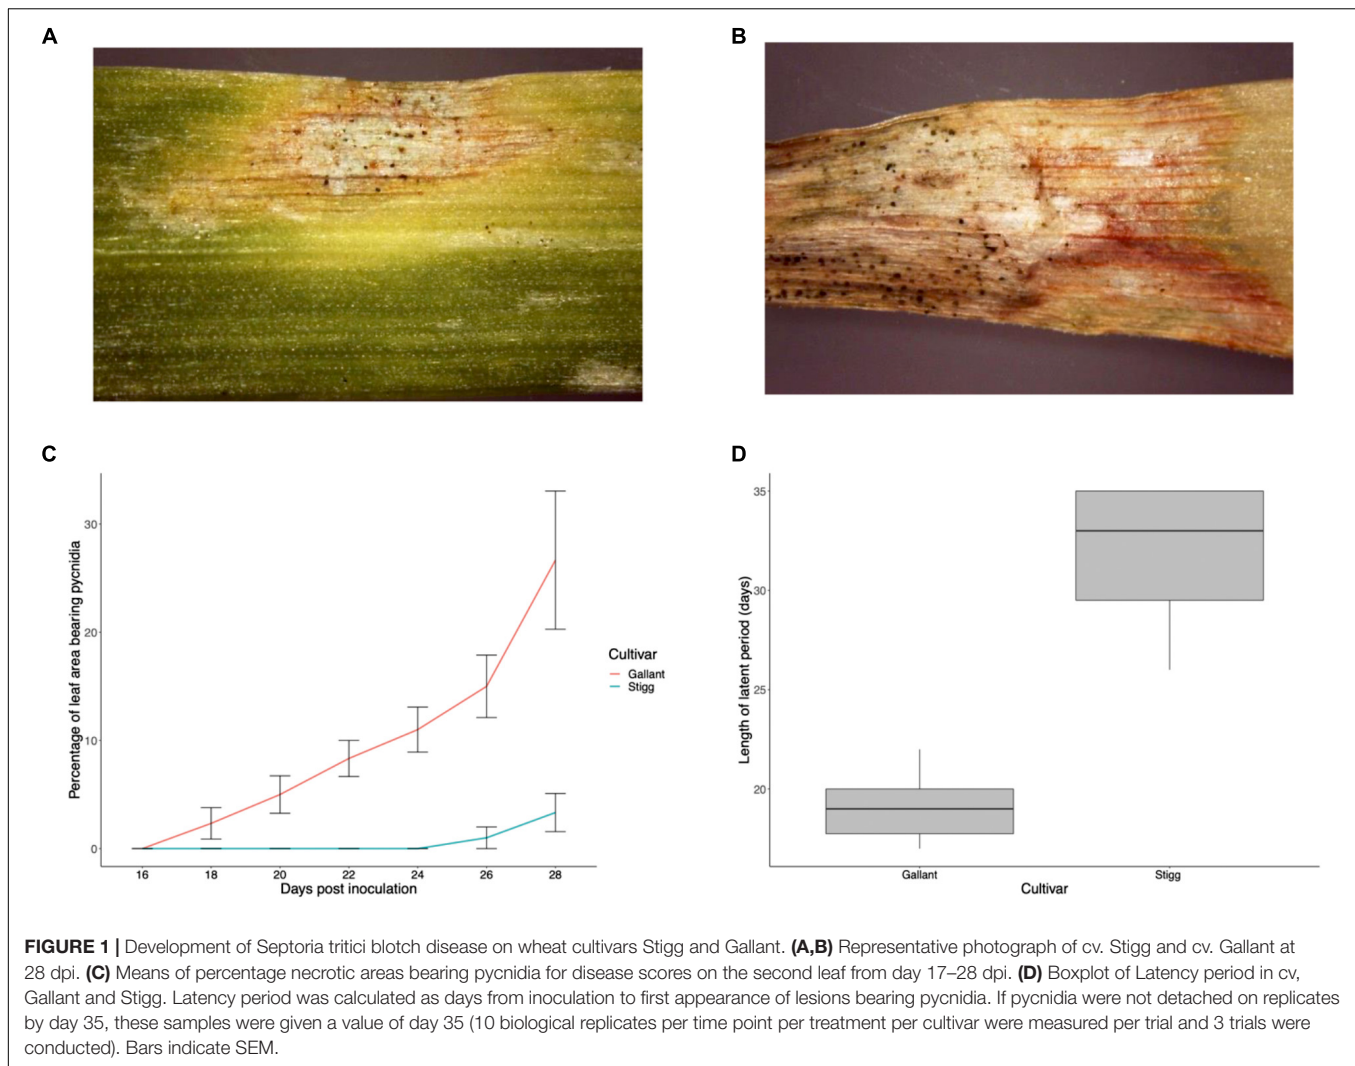 A
B
C
D
Percentage of leaf area bearing pycnidia
30
20
10
0
16
18
20
22
24
26
28
Days post inoculation
Cultivar
Gallant
Stigg
Length of latent period (days)
35
30
25
20
Gallant
Stigg
Cultivar
FIGURE 1 | Development of Septoria tritici blotch disease on wheat cultivars Stigg and Gallant. (A,B) Representative photograph of cv. Stigg and cv. Gallant at
28 dpi. (C) Means of percentage necrotic areas bearing pycnidia for disease scores on the second leaf from day 17–28 dpi. (D) Boxplot of Latency period in cv,
Gallant and Stigg. Latency period was calculated as days from inoculation to first appearance of lesions bearing pycnidia. If pycnidia were not detached on replicates
by day 35, these samples were given a value of day 35 (10 biological replicates per time point per treatment per cultivar were measured per trial and 3 trials were
conducted). Bars indicate SEM.